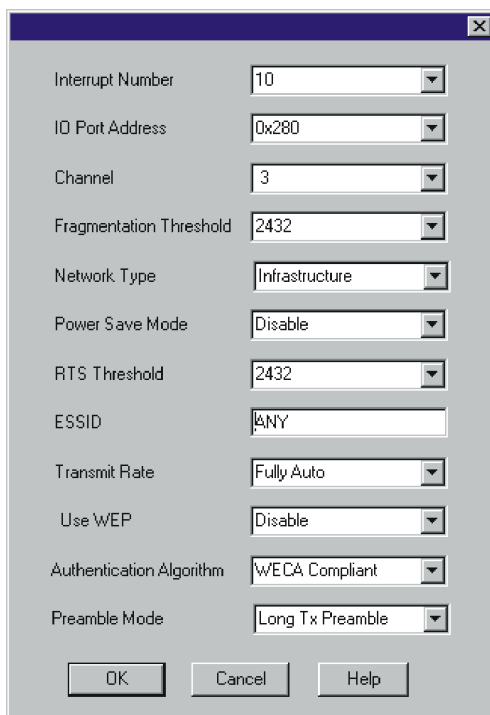 Interrupt Number 10
IO Port Address 0x280
Channel 3
Fragmentation Threshold 2432
Network Type Infrastructure
Power Save Mode Disable
RTS Threshold 2432
ESSID ANY
Transmit Rate Fully Auto
Use WEP Disable
Authentication Algorithm WECA Compliant
Preamble Mode Long Tx Preamble
OK Cancel Help